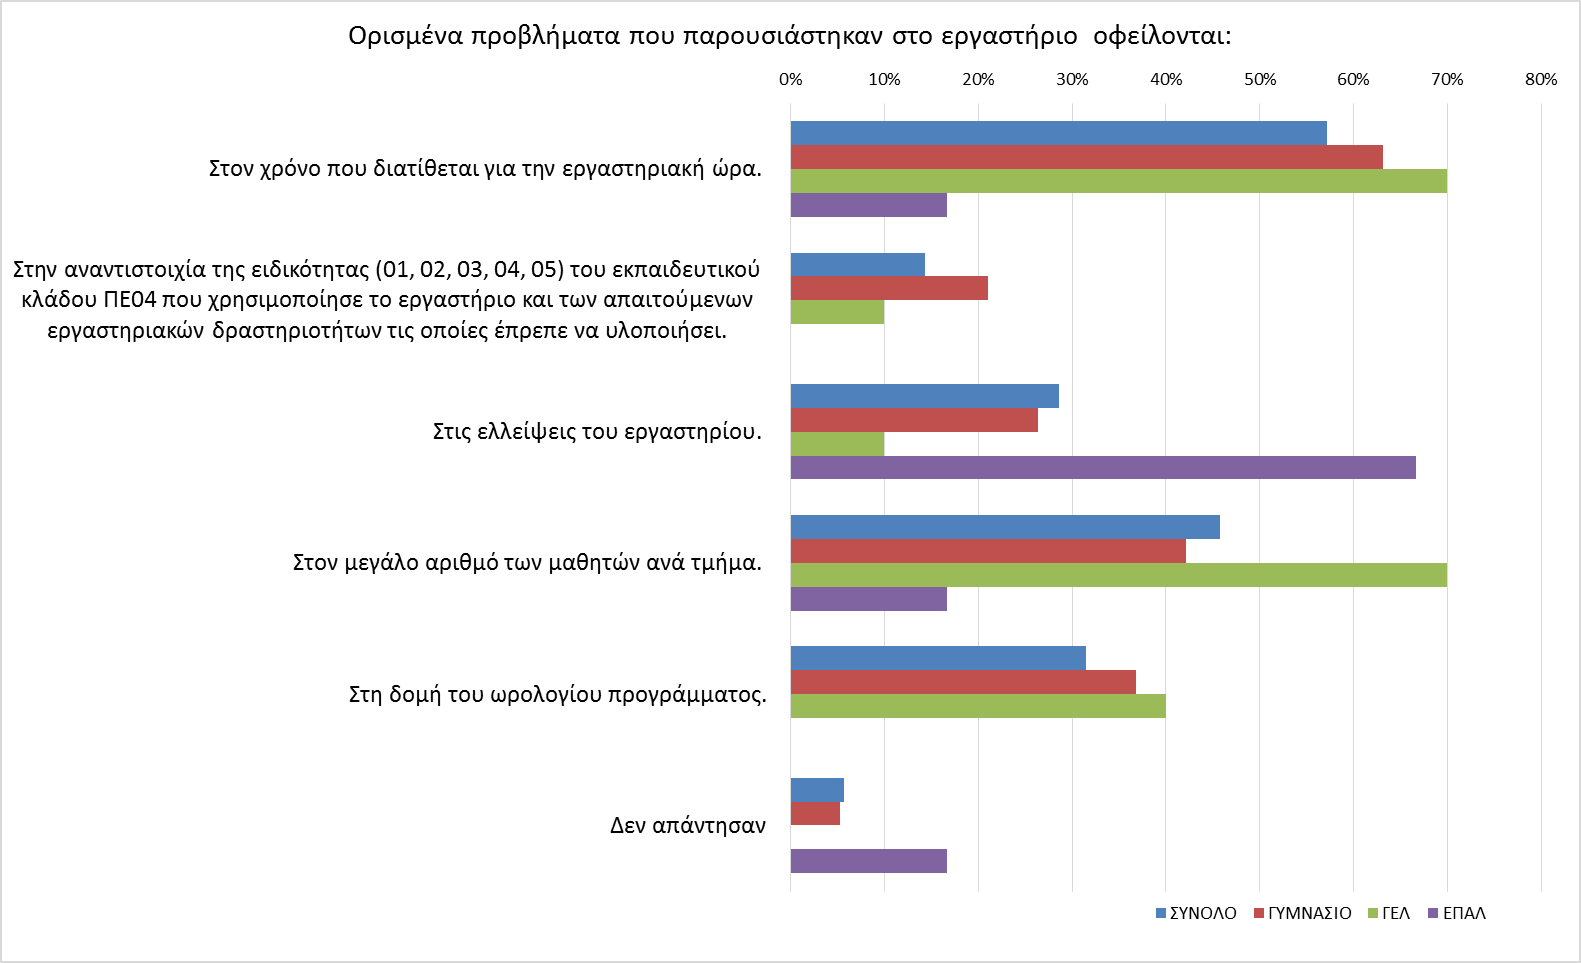 Ορισμένα προβλήματα που παρουσιάστηκαν στο εργαστήριο οφείλονται:
0% 10% 20% 30% 40% 50% 60% 70% 80%
Στον χρόνο που διατίθεται για την εργαστηριακή ώρα.
Στην αναντιστοιχία της ειδικότητας (01, 02, 03, 04, 05) του εκπαιδευτικού
κλάδου ΠΕ04 που χρησιμοποίησε το εργαστήριο και των απαιτούμενων
εργαστηριακών δραστηριοτήτων τις οποίες έπρεπε να υλοποιήσει.
Στις ελλείψεις του εργαστηρίου.
Στον μεγάλο αριθμό των μαθητών ανά τμήμα.
Στη δομή του ωρολογίου προγράμματος.
Δεν απάντησαν
ΣΥΝΟΛΟ ΓΥΜΝΑΣΙΟ ΓΕΛ ΕΠΑΛ